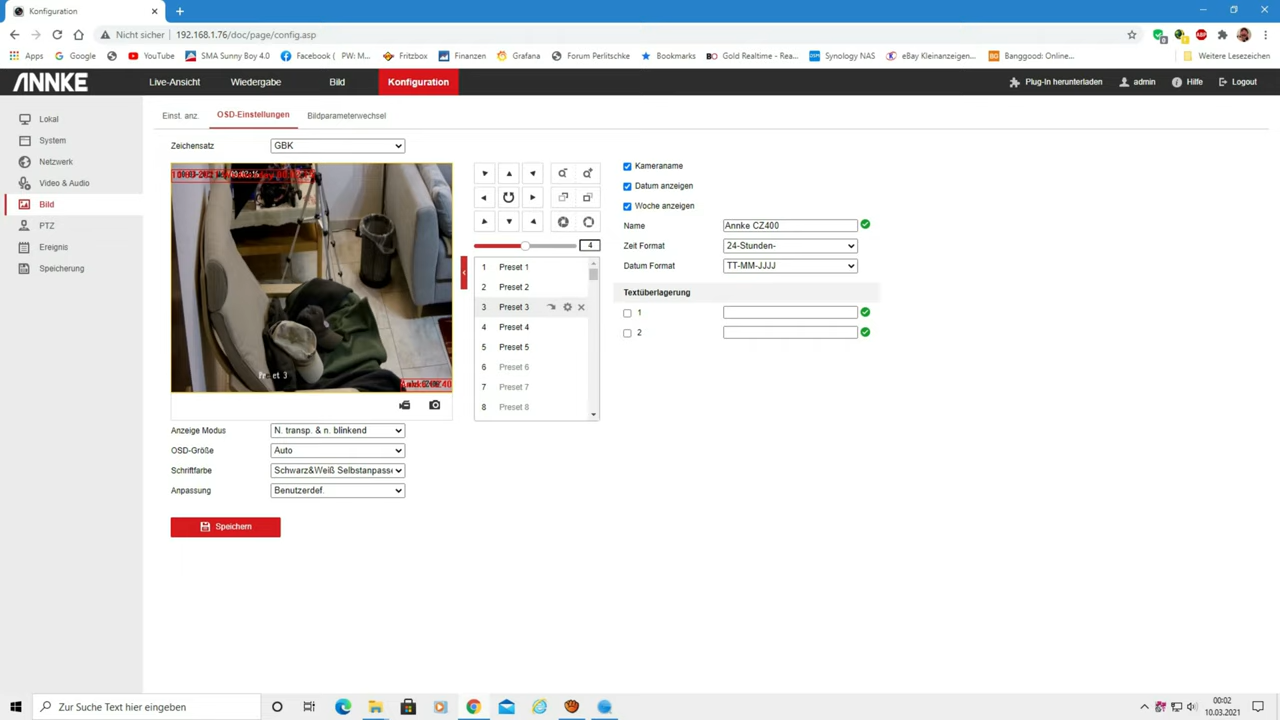 Konfiguration
Nicht sicher 192.168.1.76/doc/page/config.asp
Apps Google YouTube SMA Sunny Boy 4.0 Facebook ( PW: M... Fritzbox Finanzen Grafana Forum Perlitschke Bookmarks Gold Realtime - Rea... Synology NAS eBay Kleinanzeigen... Banggood: Online... Weitere Lesezeichen
ANNKE Live-Ansicht Wiedergabe Bild Konfiguration Plug-In herunterladen admin Hilfe Logout
Lokal
System
Netzwerk
Video & Audio
Bild
PTZ
Ereignis
Speicherung
Einst. anz. OSD-Einstellungen Bildparameterwechsel
Zeichensatz GBK
4
1 Preset 1
2 Preset 2
3 Preset 3
4 Preset 4
5 Preset 5
6 Preset 6
7 Preset 7
8 Preset 8
Kameraname
Datum anzeigen
Woche anzeigen
Name Annke CZ400
Zeit Format 24-Stunden-
Datum Format TT-MM-JJJJ
Textüberlagerung
1
2
Anzeige Modus N. transp. & n. blinkend
OSD-Größe Auto
Schriftfarbe Schwarz&Weiß Selbstanpass
Anpassung Benutzerdef.
Speichern
Zur Suche Text hier eingeben
00:02
10.03.2021